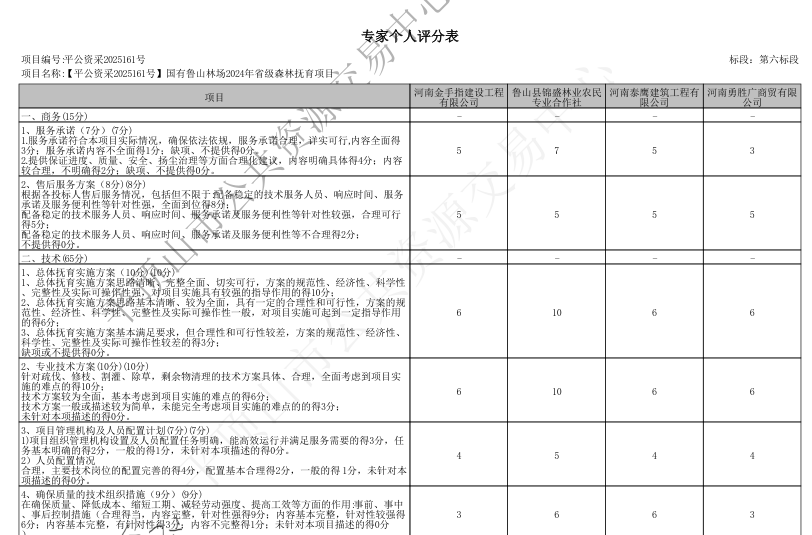 专家个人评分表
项目编号:平公资采2025161号
标段：第六标段
项目名称:【平公资采2025161号】国有鲁山林场2024年省级森林抚育项目
项目 河南金手指建设工程有限公司 鲁山县锦盛林业农民专业合作社 河南泰鹰建筑工程有限公司 河南勇胜广商贸有限公司
一、商务(15分) － － － －
1、服务承诺（7分）(7分)
1.服务承诺符合本项目实际情况，确保依法依规，服务承诺合理，详实可行,内容全面得
3分；服务承诺内容不全面得1分；缺项、不提供得0分。
2.提供保证进度、质量、安全、扬尘治理等方面合理化建议，内容明确具体得4分；内容
较合理，不明确得2分；缺项、不提供得0分。
5 7 5 3
2、售后服务方案（8分)(8分)
根据各投标人售后服务情况，包括但不限于:配备稳定的技术服务人员、响应时间、服务
承诺及服务便利性等针对性强，全面到位得8分；
配备稳定的技术服务人员、响应时间、服务承诺及服务便利性等针对性较强，合理可行
得5分；
配备稳定的技术服务人员、响应时间、服务承诺及服务便利性等不合理得2分；
不提供得0分。
5 5 5 5
二、技术(65分) － － － －
1、总体抚育实施方案（10分)(10分)
1、总体抚育实施方案思路清晰、完整全面、切实可行，方案的规范性、经济性、科学性
、完整性及实际可操作性强，对项目实施具有较强的指导作用的得10分；
2、总体抚育实施方案思路基本清晰、较为全面，具有一定的合理性和可行性，方案的规
范性、经济性、科学性、完整性及实际可操作性一般，对项目实施可起到一定指导作用
的得6分；
3、总体抚育实施方案基本满足要求，但合理性和可行性较差，方案的规范性、经济性、
科学性、完整性及实际可操作性较差的得3分；
缺项或不提供得0分。
6 10 6 6
2、专业技术方案(10分)(10分)
针对疏伐、修枝、割灌、除草，剩余物清理的技术方案具体、合理，全面考虑到项目实
施的难点的得10分；
技术方案较为全面，基本考虑到项目实施的难点的得6分；
技术方案一般或描述较为简单，未能完全考虑项目实施的难点的的得3分；
未针对本项描述的得0分。
6 10 6 6
3、项目管理机构及人员配置计划(7分)(7分)
1)项目组织管理机构设置及人员配置任务明确，能高效运行并满足服务需要的得3分，任
务基本明确的得2分，一般的得1分，未针对本项描述的得0分。
2）人员配置情况
合理，主要技术岗位的配置完善的得4分，配置基本合理得2分，一般的得 1分，未针对本
项描述的得0分。
4 5 4 4
4、确保质量的技术组织措施（9分）(9分)
在确保质量、降低成本、缩短工期、减轻劳动强度、提高工效等方面的作用:事前、事中
、事后控制措施（合理得当，内容完整，针对性强得9分；内容基本完整，针对性较强得
6分；内容基本完整，有针对性得3分；内容不完整得1分；未针对本项目描述的得0分
3 6 6 3